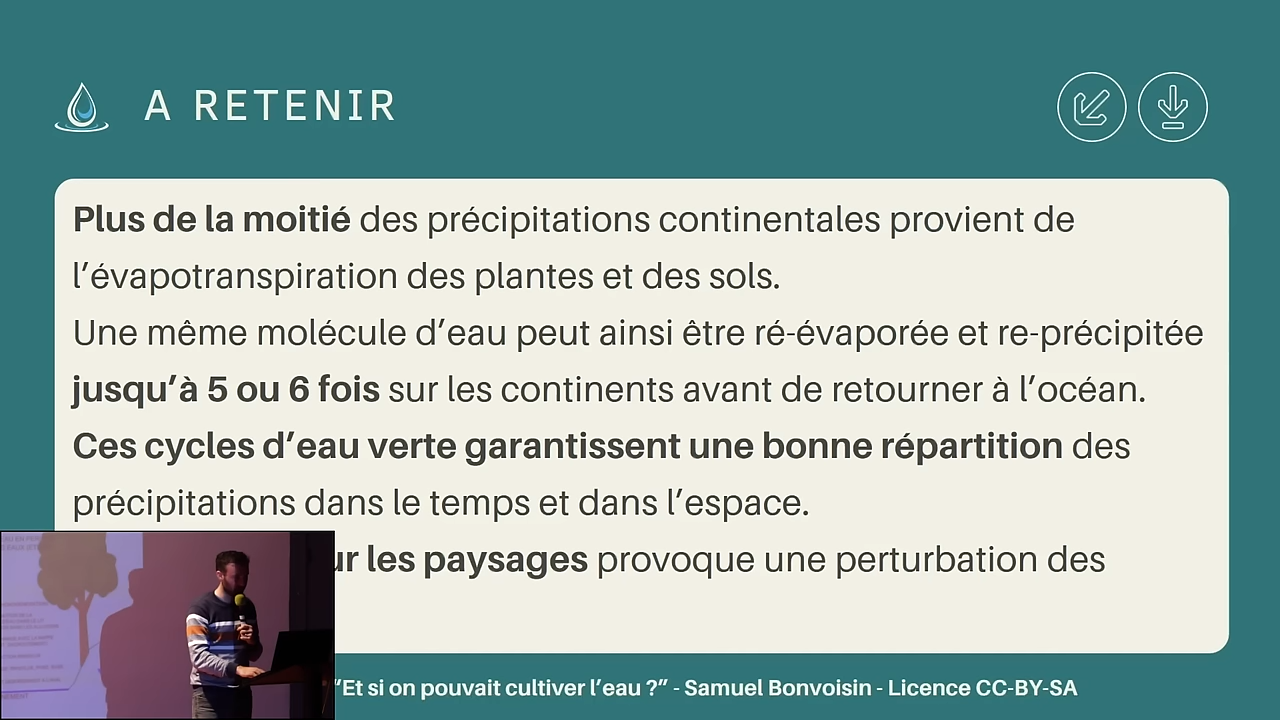 A RETENIR
Plus de la moitié des précipitations continentales provient de
l’évapotranspiration des plantes et des sols.
Une même molécule d’eau peut ainsi être ré-évaporée et re-précipitée
jusqu’à 5 ou 6 fois sur les continents avant de retourner à l’océan.
Ces cycles d’eau verte garantissent une bonne répartition des
précipitations dans le temps et dans l’espace.
ur les paysages provoque une perturbation des
“Et si on pouvait cultiver l’eau ?” - Samuel Bonvoisin - Licence CC-BY-SA